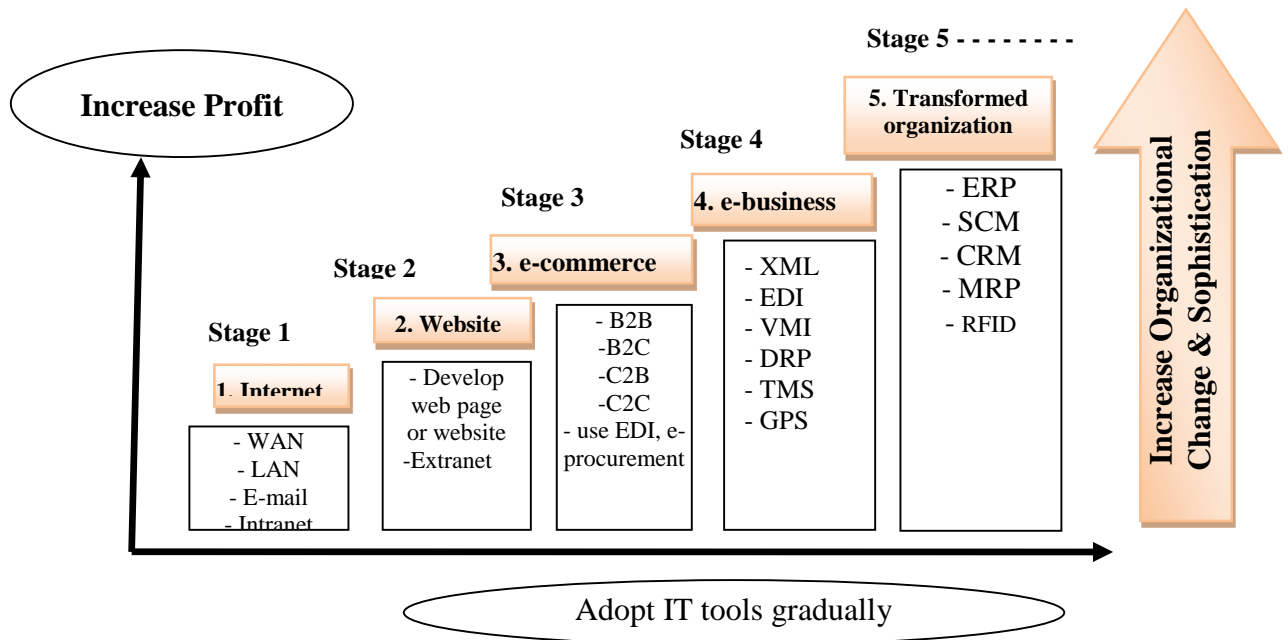 Increase Profit
Stage 1
1. Internet
- WAN
- LAN
- E-mail
- Intranet
Stage 2
2. Website
- Develop
web page
or website
-Extranet
Stage 3
3. e-commerce
- B2B
- B2C
- C2B
- C2C
- use EDI, e-
procurement
Stage 4
4. e-business
- XML
- EDI
- VMI
- DRP
- TMS
- GPS
Stage 5 - - - - - - - -
5. Transformed
organization
- ERP
- SCM
- CRM
- MRP
- RFID
Increase Organizational
Change & Sophistication
Adopt IT tools gradually